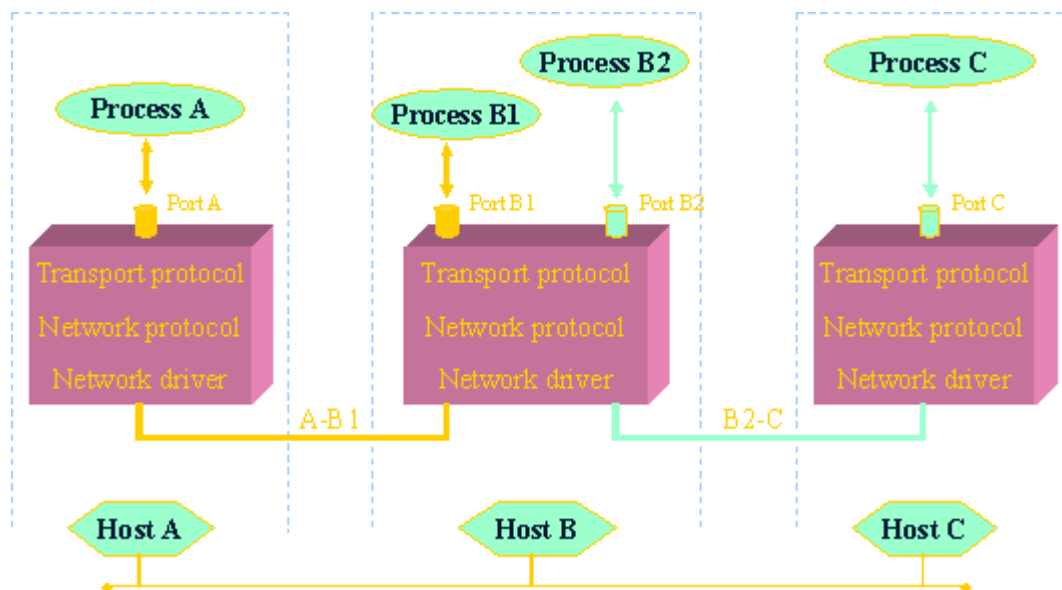 Process A
Process B1
Process B2
Process C
Port A
Port B1
Port B2
Port C
Transport protocol
Network protocol
Network driver
Transport protocol
Network protocol
Network driver
Transport protocol
Network protocol
Network driver
A-B1
B2-C
Host A
Host B
Host C